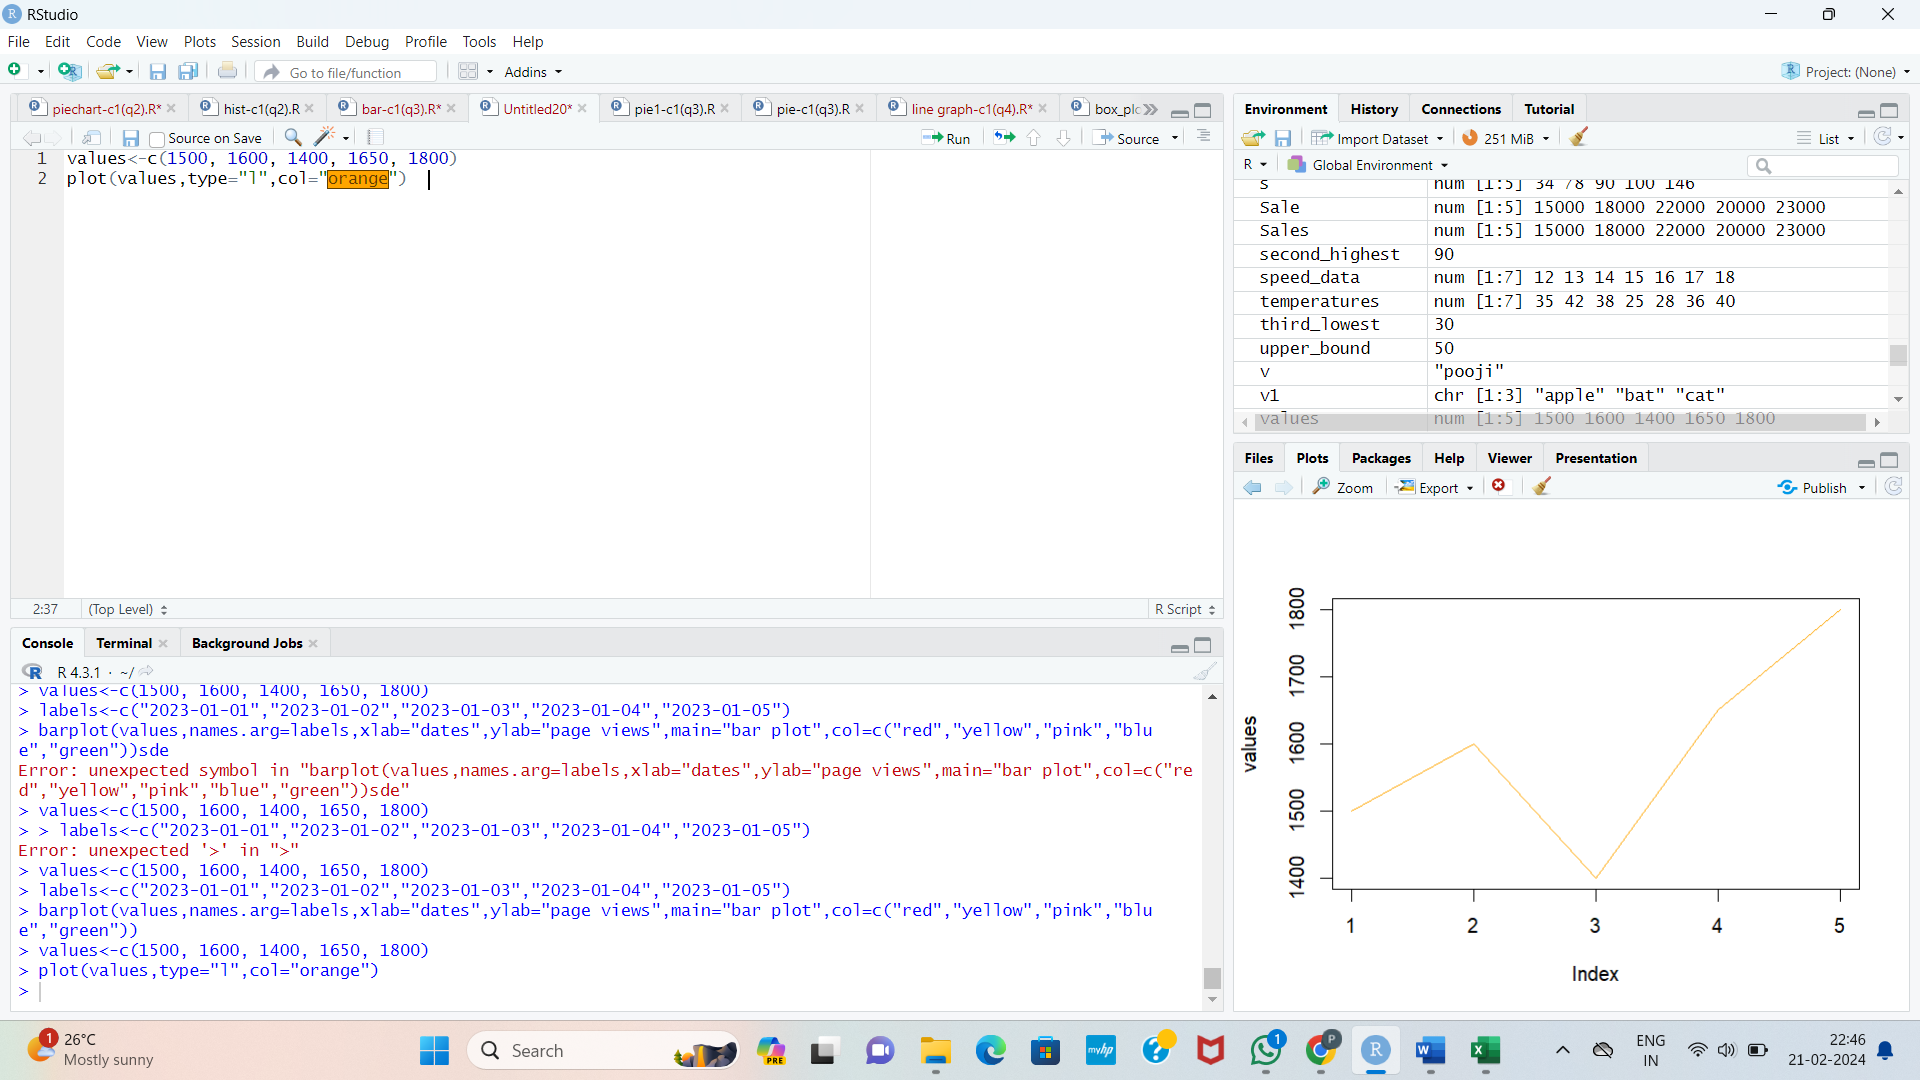 RStudio
File Edit Code View Plots Session Build Debug Profile Tools Help
Go to file/function Addins Project: (None)
piechart-c1(q2).R* hist-c1(q2).R bar-c1(q3).R* Untitled20* pie1-c1(q3).R pie-c1(q3).R line graph-c1(q4).R* box_plo
Source on Save Run Source
1 values<-c(1500, 1600, 1400, 1650, 1800)
2 plot(values,type="l",col="orange")
2:37 (Top Level) R Script
Console Terminal Background Jobs
R 4.3.1 · ~/
> values<-c(1500, 1600, 1400, 1650, 1800)
> labels<-c("2023-01-01","2023-01-02","2023-01-03","2023-01-04","2023-01-05")
> barplot(values,names.arg=labels,xlab="dates",ylab="page views",main="bar plot",col=c("red","yellow","pink","blu
e","green"))sde
Error: unexpected symbol in "barplot(values,names.arg=labels,xlab="dates",ylab="page views",main="bar plot",col=c("re
d","yellow","pink","blue","green"))sde"
> values<-c(1500, 1600, 1400, 1650, 1800)
> > labels<-c("2023-01-01","2023-01-02","2023-01-03","2023-01-04","2023-01-05")
Error: unexpected '>' in ">"
> values<-c(1500, 1600, 1400, 1650, 1800)
> labels<-c("2023-01-01","2023-01-02","2023-01-03","2023-01-04","2023-01-05")
> barplot(values,names.arg=labels,xlab="dates",ylab="page views",main="bar plot",col=c("red","yellow","pink","blu
e","green"))
> values<-c(1500, 1600, 1400, 1650, 1800)
> plot(values,type="l",col="orange")
>
Environment History Connections Tutorial
Import Dataset 251 MiB List
R Global Environment
s num [1:5] 34 78 90 100 146
Sale num [1:5] 15000 18000 22000 20000 23000
Sales num [1:5] 15000 18000 22000 20000 23000
second_highest 90
speed_data num [1:7] 12 13 14 15 16 17 18
temperatures num [1:7] 35 42 38 25 28 36 40
third_lowest 30
upper_bound 50
v "pooji"
v1 chr [1:3] "apple" "bat" "cat"
values num [1:5] 1500 1600 1400 1650 1800
Files Plots Packages Help Viewer Presentation
Zoom Export Publish
values
1800
1700
1600
1500
1400
1 2 3 4 5
Index
1 26°C
Mostly sunny
Search
PRE
myhp
1
P
R
W
X
ENG
IN
22:46
21-02-2024